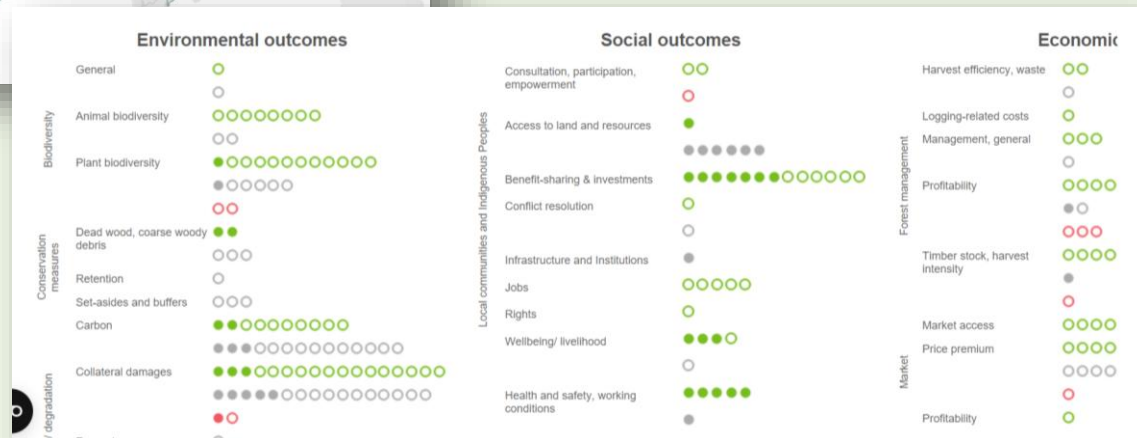 Environmental outcomes
General
Biodiversity
Animal biodiversity
Plant biodiversity
Conservation
measures
Dead wood, coarse woody
debris
Retention
Set-asides and buffers
Carbon
/ degradation
Collateral damages
Social outcomes
Local communities and Indigenous Peoples
Consultation, participation,
empowerment
Access to land and resources
Benefit-sharing & investments
Conflict resolution
Infrastructure and Institutions
Jobs
Rights
Wellbeing/ livelihood
Health and safety, working
conditions
Economic
Forest management
Harvest efficiency, waste
Logging-related costs
Management, general
Profitability
Timber stock, harvest
intensity
Market
Market access
Price premium
Profitability